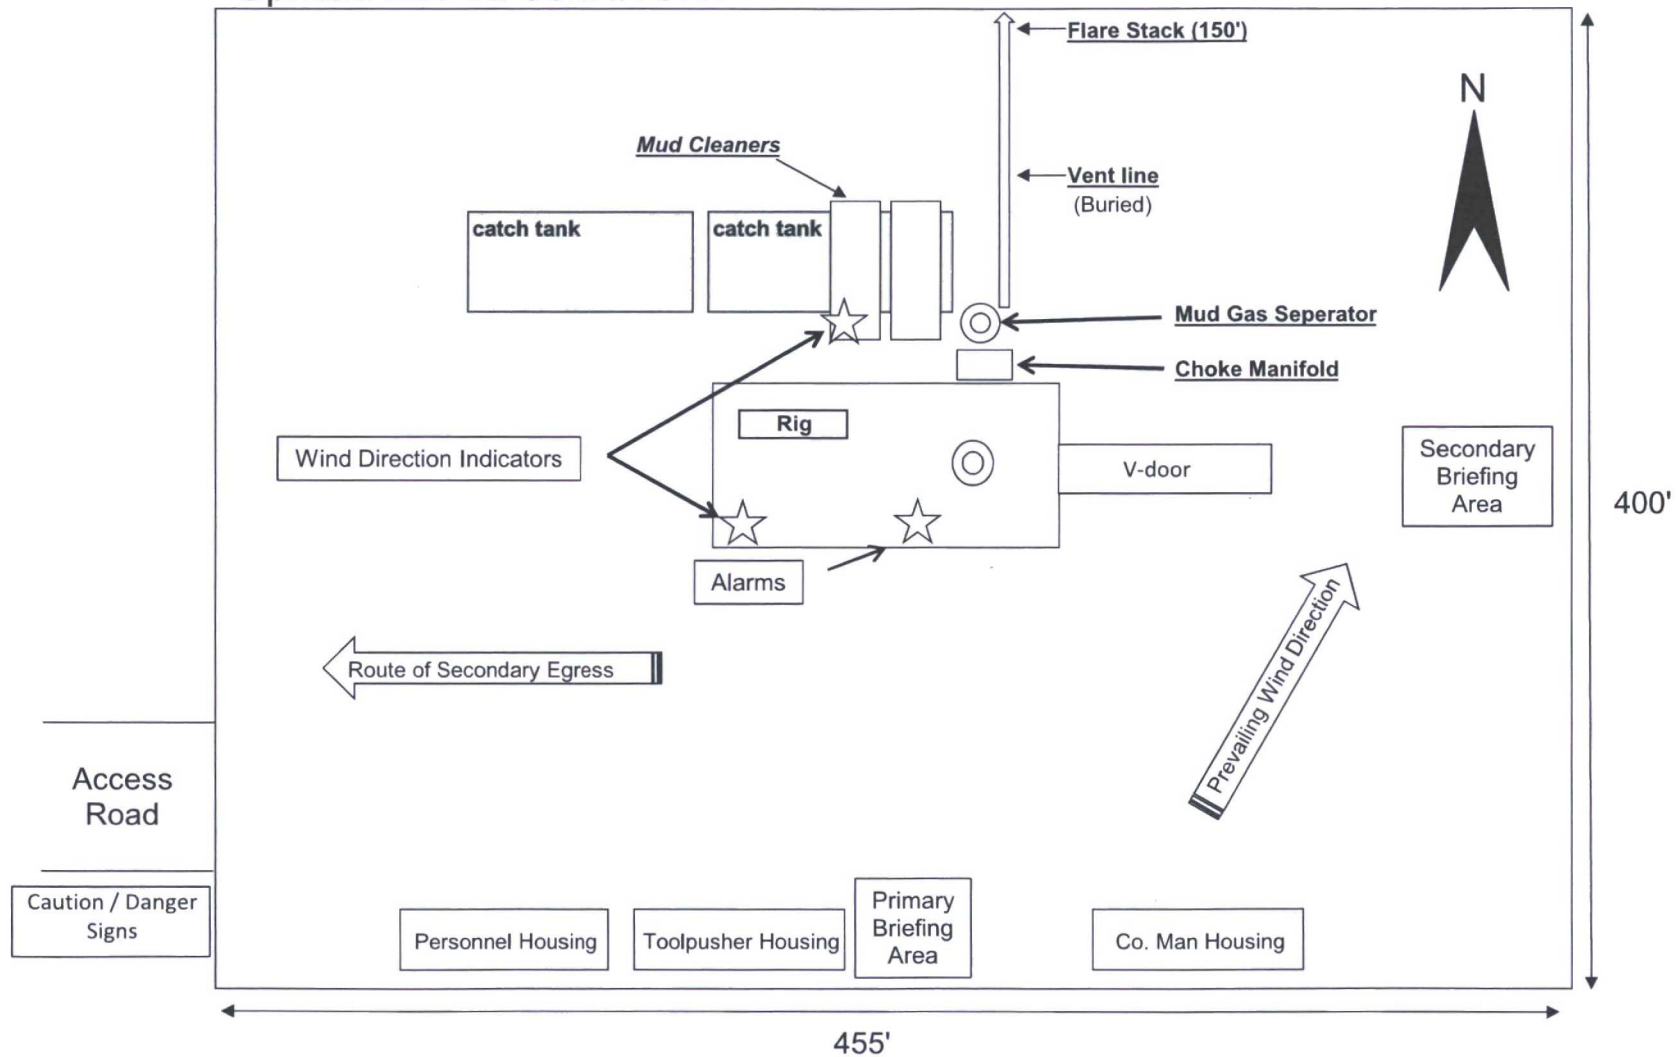 Flare Stack (150')
N
Mud Cleaners
Vent line
(Buried)
catch tank
catch tank
Mud Gas Seperator
Choke Manifold
Rig
Wind Direction Indicators
V-door
Secondary
Briefing
Area
400'
Alarms
Route of Secondary Egress
Prevailing Wind Direction
Access
Road
Caution / Danger
Signs
Personnel Housing
Toolpusher Housing
Primary
Briefing
Area
Co. Man Housing
455'